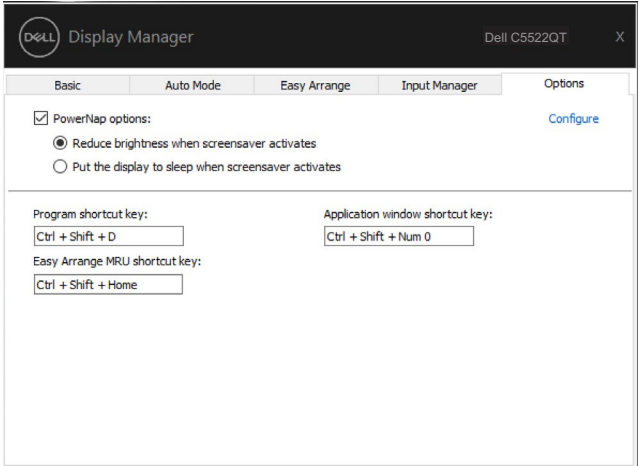 DELL Display Manager
Dell C5522QT X
Basic Auto Mode Easy Arrange Input Manager Options
PowerNap options: Configure
Reduce brightness when screensaver activates
Put the display to sleep when screensaver activates
Program shortcut key: Application window shortcut key:
Ctrl + Shift + D Ctrl + Shift + Num 0
Easy Arrange MRU shortcut key:
Ctrl + Shift + Home